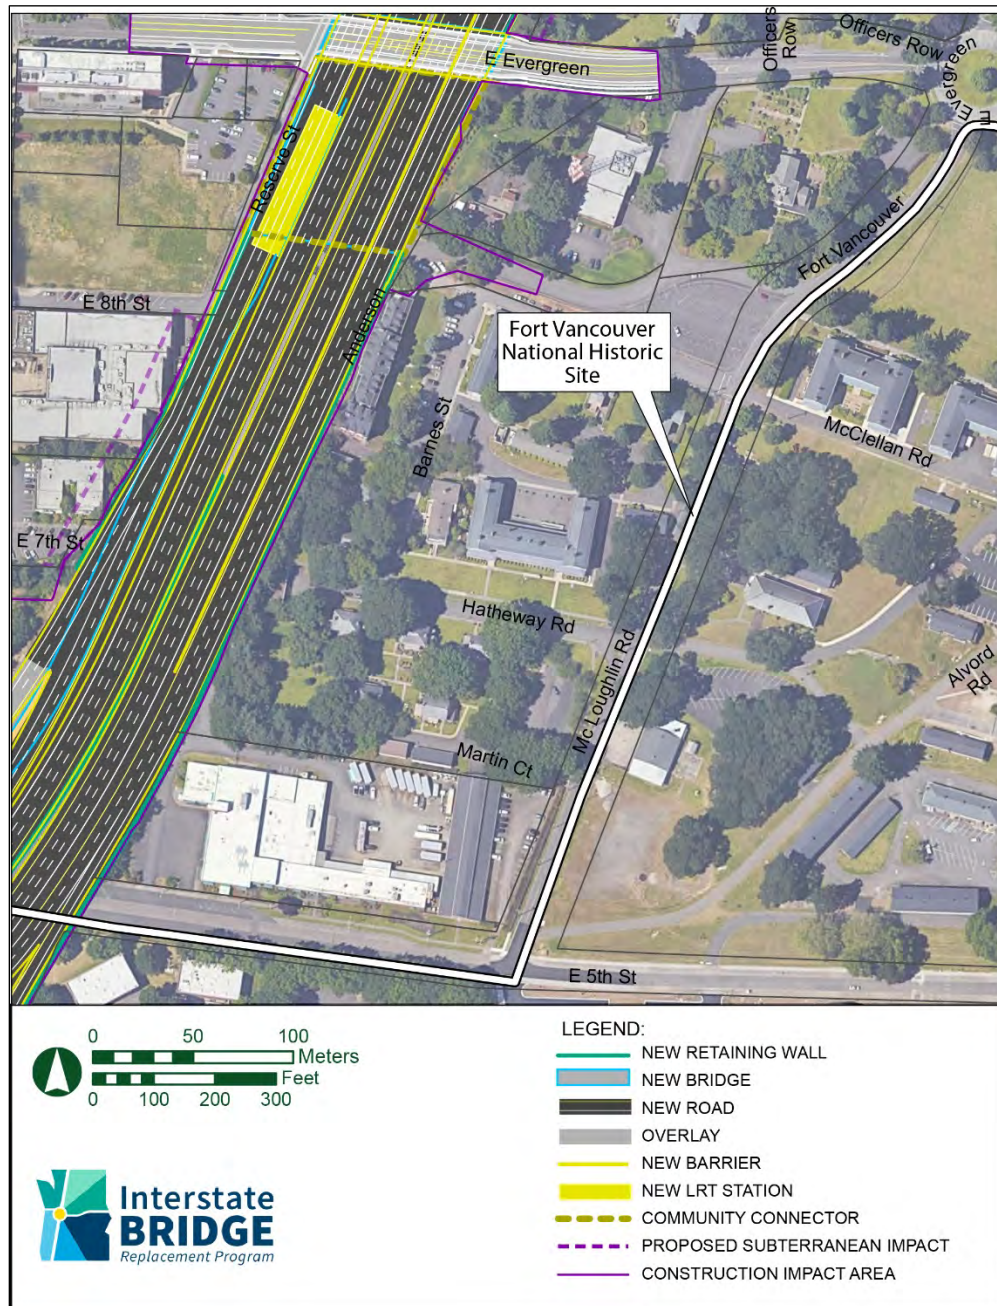 Officers
Row
Officers Row
E Evergreen
Evergreen
E
Reserve St
Fort Vancouver
E 8th St
Anderson
Fort Vancouver
National Historic
Site
Barnes St
McClellan Rd
E 7th St
Hatheway Rd
Mc Loughlin Rd
Alvord
Rd
Martin Ct
E 5th St
0 50 100
Meters
Feet
0 100 200 300
Interstate
BRIDGE
Replacement Program
LEGEND:
NEW RETAINING WALL
NEW BRIDGE
NEW ROAD
OVERLAY
NEW BARRIER
NEW LRT STATION
COMMUNITY CONNECTOR
PROPOSED SUBTERRANEAN IMPACT
CONSTRUCTION IMPACT AREA